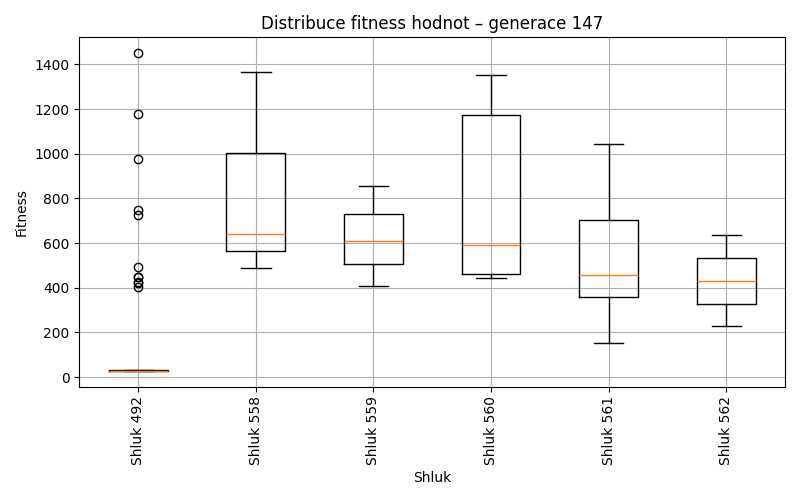 Distribuce fitness hodnot – generace 147
Fitness
1400
1200
1000
800
600
400
200
0
Shluk 492
Shluk 558
Shluk 559
Shluk 560
Shluk 561
Shluk 562
Shluk